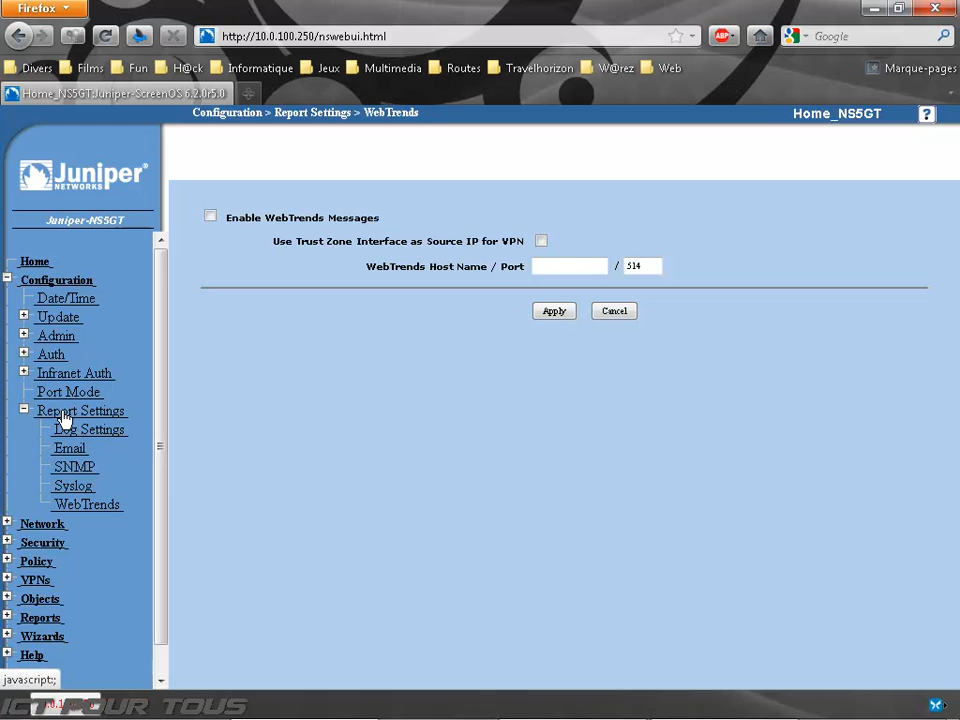 Firefox
http://10.0.100.250/nswebui.html
ABP
Google
Divers
Films
Fun
H@ck
Informatique
Jeux
Multimedia
Routes
Travelhorizon
W@rez
Web
Marque-pages
Home_NS5GT:Juniper-ScreenOS 6.2.0r5.0
Configuration > Report Settings > WebTrends
Home_NS5GT
?
Juniper
NETWORKS
Juniper-NS5GT
Home
Configuration
Date/Time
Update
Admin
Auth
Infranet Auth
Port Mode
Report Settings
Log Settings
Email
SNMP
Syslog
WebTrends
Network
Security
Policy
VPNs
Objects
Reports
Wizards
Help
Enable WebTrends Messages
Use Trust Zone Interface as Source IP for VPN
WebTrends Host Name / Port / 514
Apply Cancel
javascript:;
ICT POUR TOUS